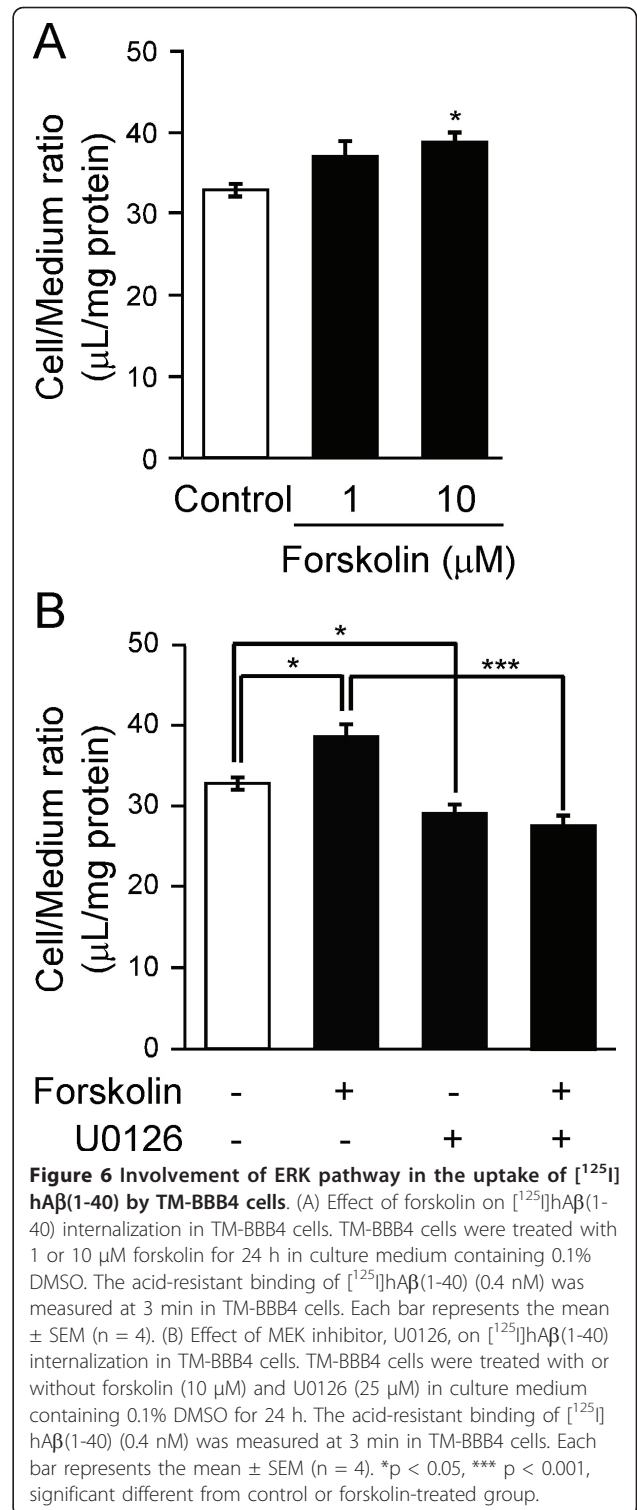 A
50
40
30
20
10
0
Cell/Medium ratio
(μL/mg protein)
*
Control 1 10
Forskolin (μM)
B
50
40
30
20
10
0
Cell/Medium ratio
(μL/mg protein)
*
* ***
Forskolin - + - +
U0126 - - + +
Figure 6 Involvement of ERK pathway in the uptake of [125I]
hAβ(1-40) by TM-BBB4 cells. (A) Effect of forskolin on [125I]hAβ(1-
40) internalization in TM-BBB4 cells. TM-BBB4 cells were treated with
1 or 10 μM forskolin for 24 h in culture medium containing 0.1%
DMSO. The acid-resistant binding of [125I]hAβ(1-40) (0.4 nM) was
measured at 3 min in TM-BBB4 cells. Each bar represents the mean
± SEM (n = 4). (B) Effect of MEK inhibitor, U0126, on [125I]hAβ(1-40)
internalization in TM-BBB4 cells. TM-BBB4 cells were treated with or
without forskolin (10 μM) and U0126 (25 μM) in culture medium
containing 0.1% DMSO for 24 h. The acid-resistant binding of [125I]
hAβ(1-40) (0.4 nM) was measured at 3 min in TM-BBB4 cells. Each
bar represents the mean ± SEM (n = 4). *p < 0.05, *** p < 0.001,
significant different from control or forskolin-treated group.